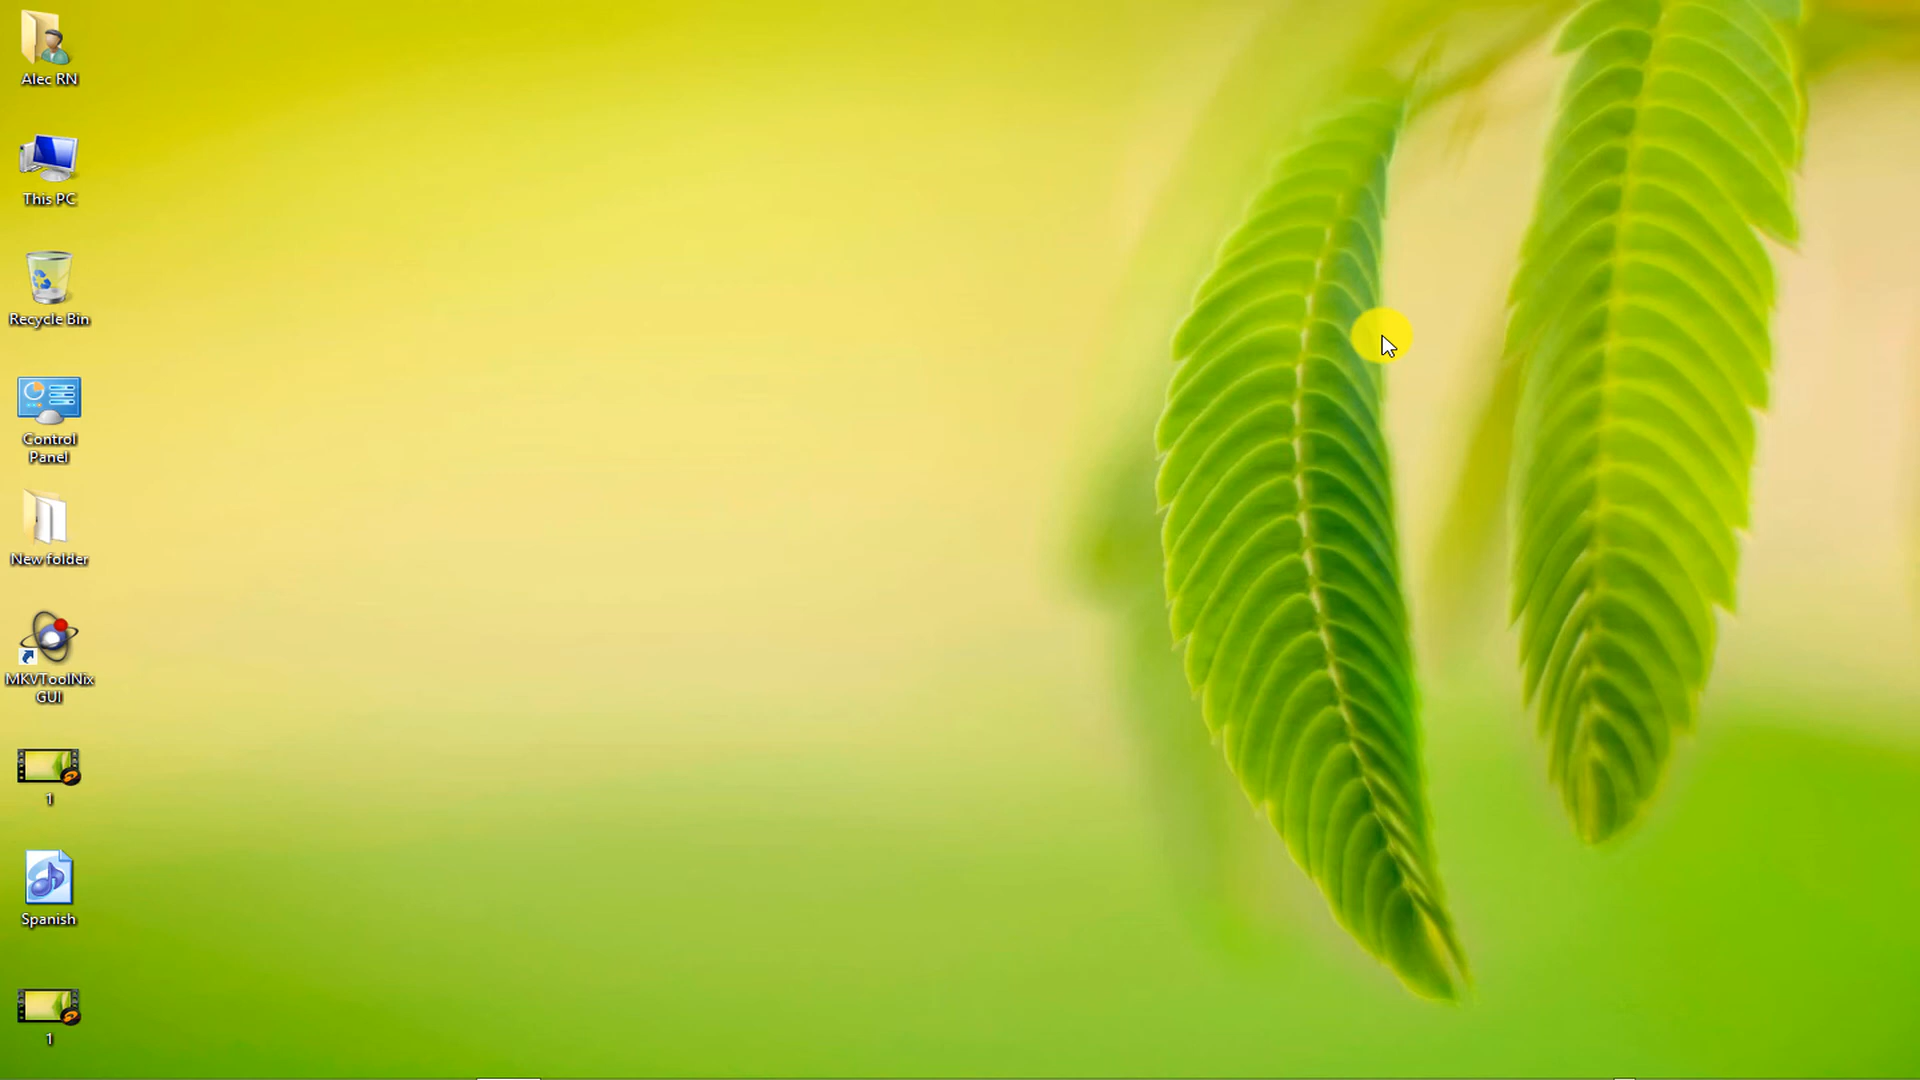 Alec RN
This PC
Recycle Bin
Control
Panel
New folder
MKVToolNix
GUI
1
Spanish
1